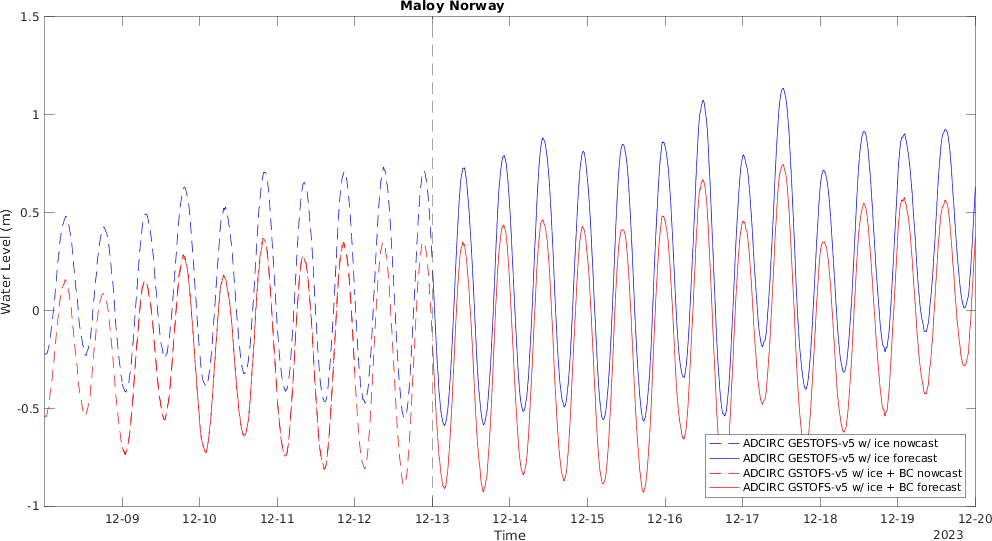 Maloy Norway
1.5
1
0.5
0
-0.5
-1
Water Level (m)
ADCIRC GESTOFS-v5 w/ ice nowcast
ADCIRC GESTOFS-v5 w/ ice forecast
ADCIRC GSTOFS-v5 w/ ice + BC nowcast
ADCIRC GSTOFS-v5 w/ ice + BC forecast
12-09 12-10 12-11 12-12 12-13 12-14 12-15 12-16 12-17 12-18 12-19 12-20
Time
2023